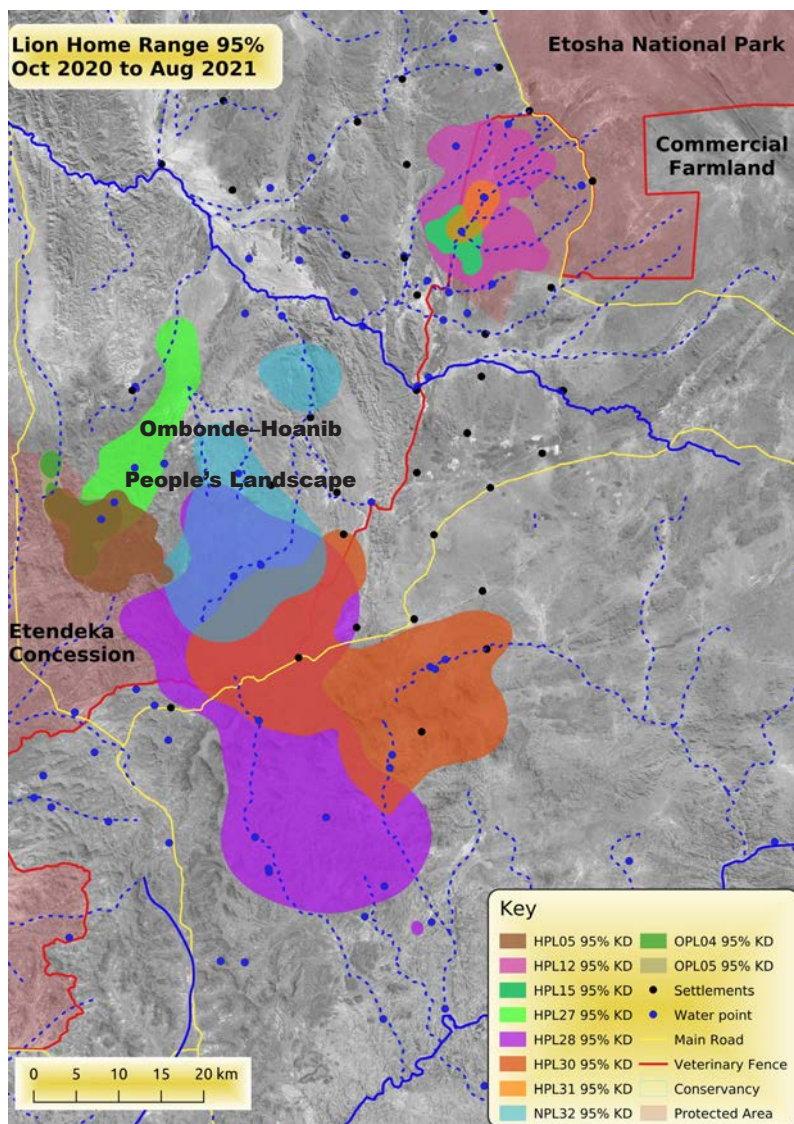 Lion Home Range 95%
Oct 2020 to Aug 2021
Etosha National Park
Commercial
Farmland
Ombonde–Hoanib
People's Landscape
Etendeka
Concession
Key
HPL05 95% KD
HPL12 95% KD
HPL15 95% KD
HPL27 95% KD
HPL28 95% KD
HPL30 95% KD
HPL31 95% KD
NPL32 95% KD
OPL04 95% KD
OPL05 95% KD
Settlements
Water point
Main Road
Veterinary Fence
Conservancy
Protected Area
0 5 10 15 20 km